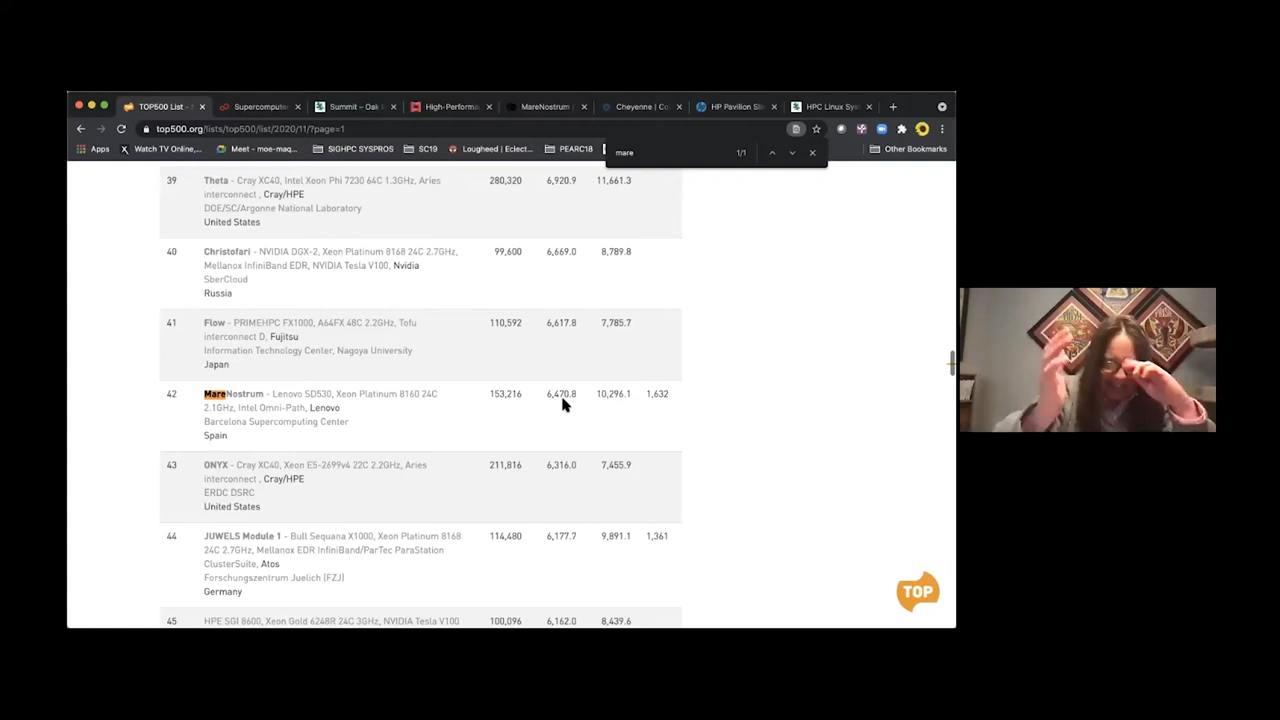 TOP500 List - S
Supercompute
Summit – Oak R
High-Performa
MareNostrum
Cheyenne | Co
HP Pavilion Sli
HPC Linux Sys
top500.org/lists/top500/list/2020/11/?page=1
Apps
Watch TV Online,...
Meet – moe-maq...
SIGHPC SYSPROS
SC19
Lougheed | Eclect...
PEARC18
Other Bookmarks
mare
1/1
39 Theta - Cray XC40, Intel Xeon Phi 7230 64C 1.3GHz, Aries 280,320 6,920.9 11,661.3
interconnect , Cray/HPE
DOE/SC/Argonne National Laboratory
United States
40 Christofari - NVIDIA DGX-2, Xeon Platinum 8168 24C 2.7GHz, 99,600 6,669.0 8,789.8
Mellanox InfiniBand EDR, NVIDIA Tesla V100, Nvidia
SberCloud
Russia
41 Flow - PRIMEHPC FX1000, A64FX 48C 2.2GHz, Tofu 110,592 6,617.8 7,785.7
interconnect D, Fujitsu
Information Technology Center, Nagoya University
Japan
42 MareNostrum - Lenovo SD530, Xeon Platinum 8160 24C 153,216 6,470.8 10,296.1 1,632
2.1GHz, Intel Omni-Path, Lenovo
Barcelona Supercomputing Center
Spain
43 ONYX - Cray XC40, Xeon E5-2699v4 22C 2.2GHz, Aries 211,816 6,316.0 7,455.9
interconnect , Cray/HPE
ERDC DSRC
United States
44 JUWELS Module 1 - Bull Sequana X1000, Xeon Platinum 8168 114,480 6,177.7 9,891.1 1,361
24C 2.7GHz, Mellanox EDR InfiniBand/ParTec ParaStation
ClusterSuite, Atos
Forschungszentrum Juelich (FZJ)
Germany
45 HPE SGI 8600, Xeon Gold 6248R 24C 3GHz, NVIDIA Tesla V100 100,096 6,162.0 8,439.6
TOP